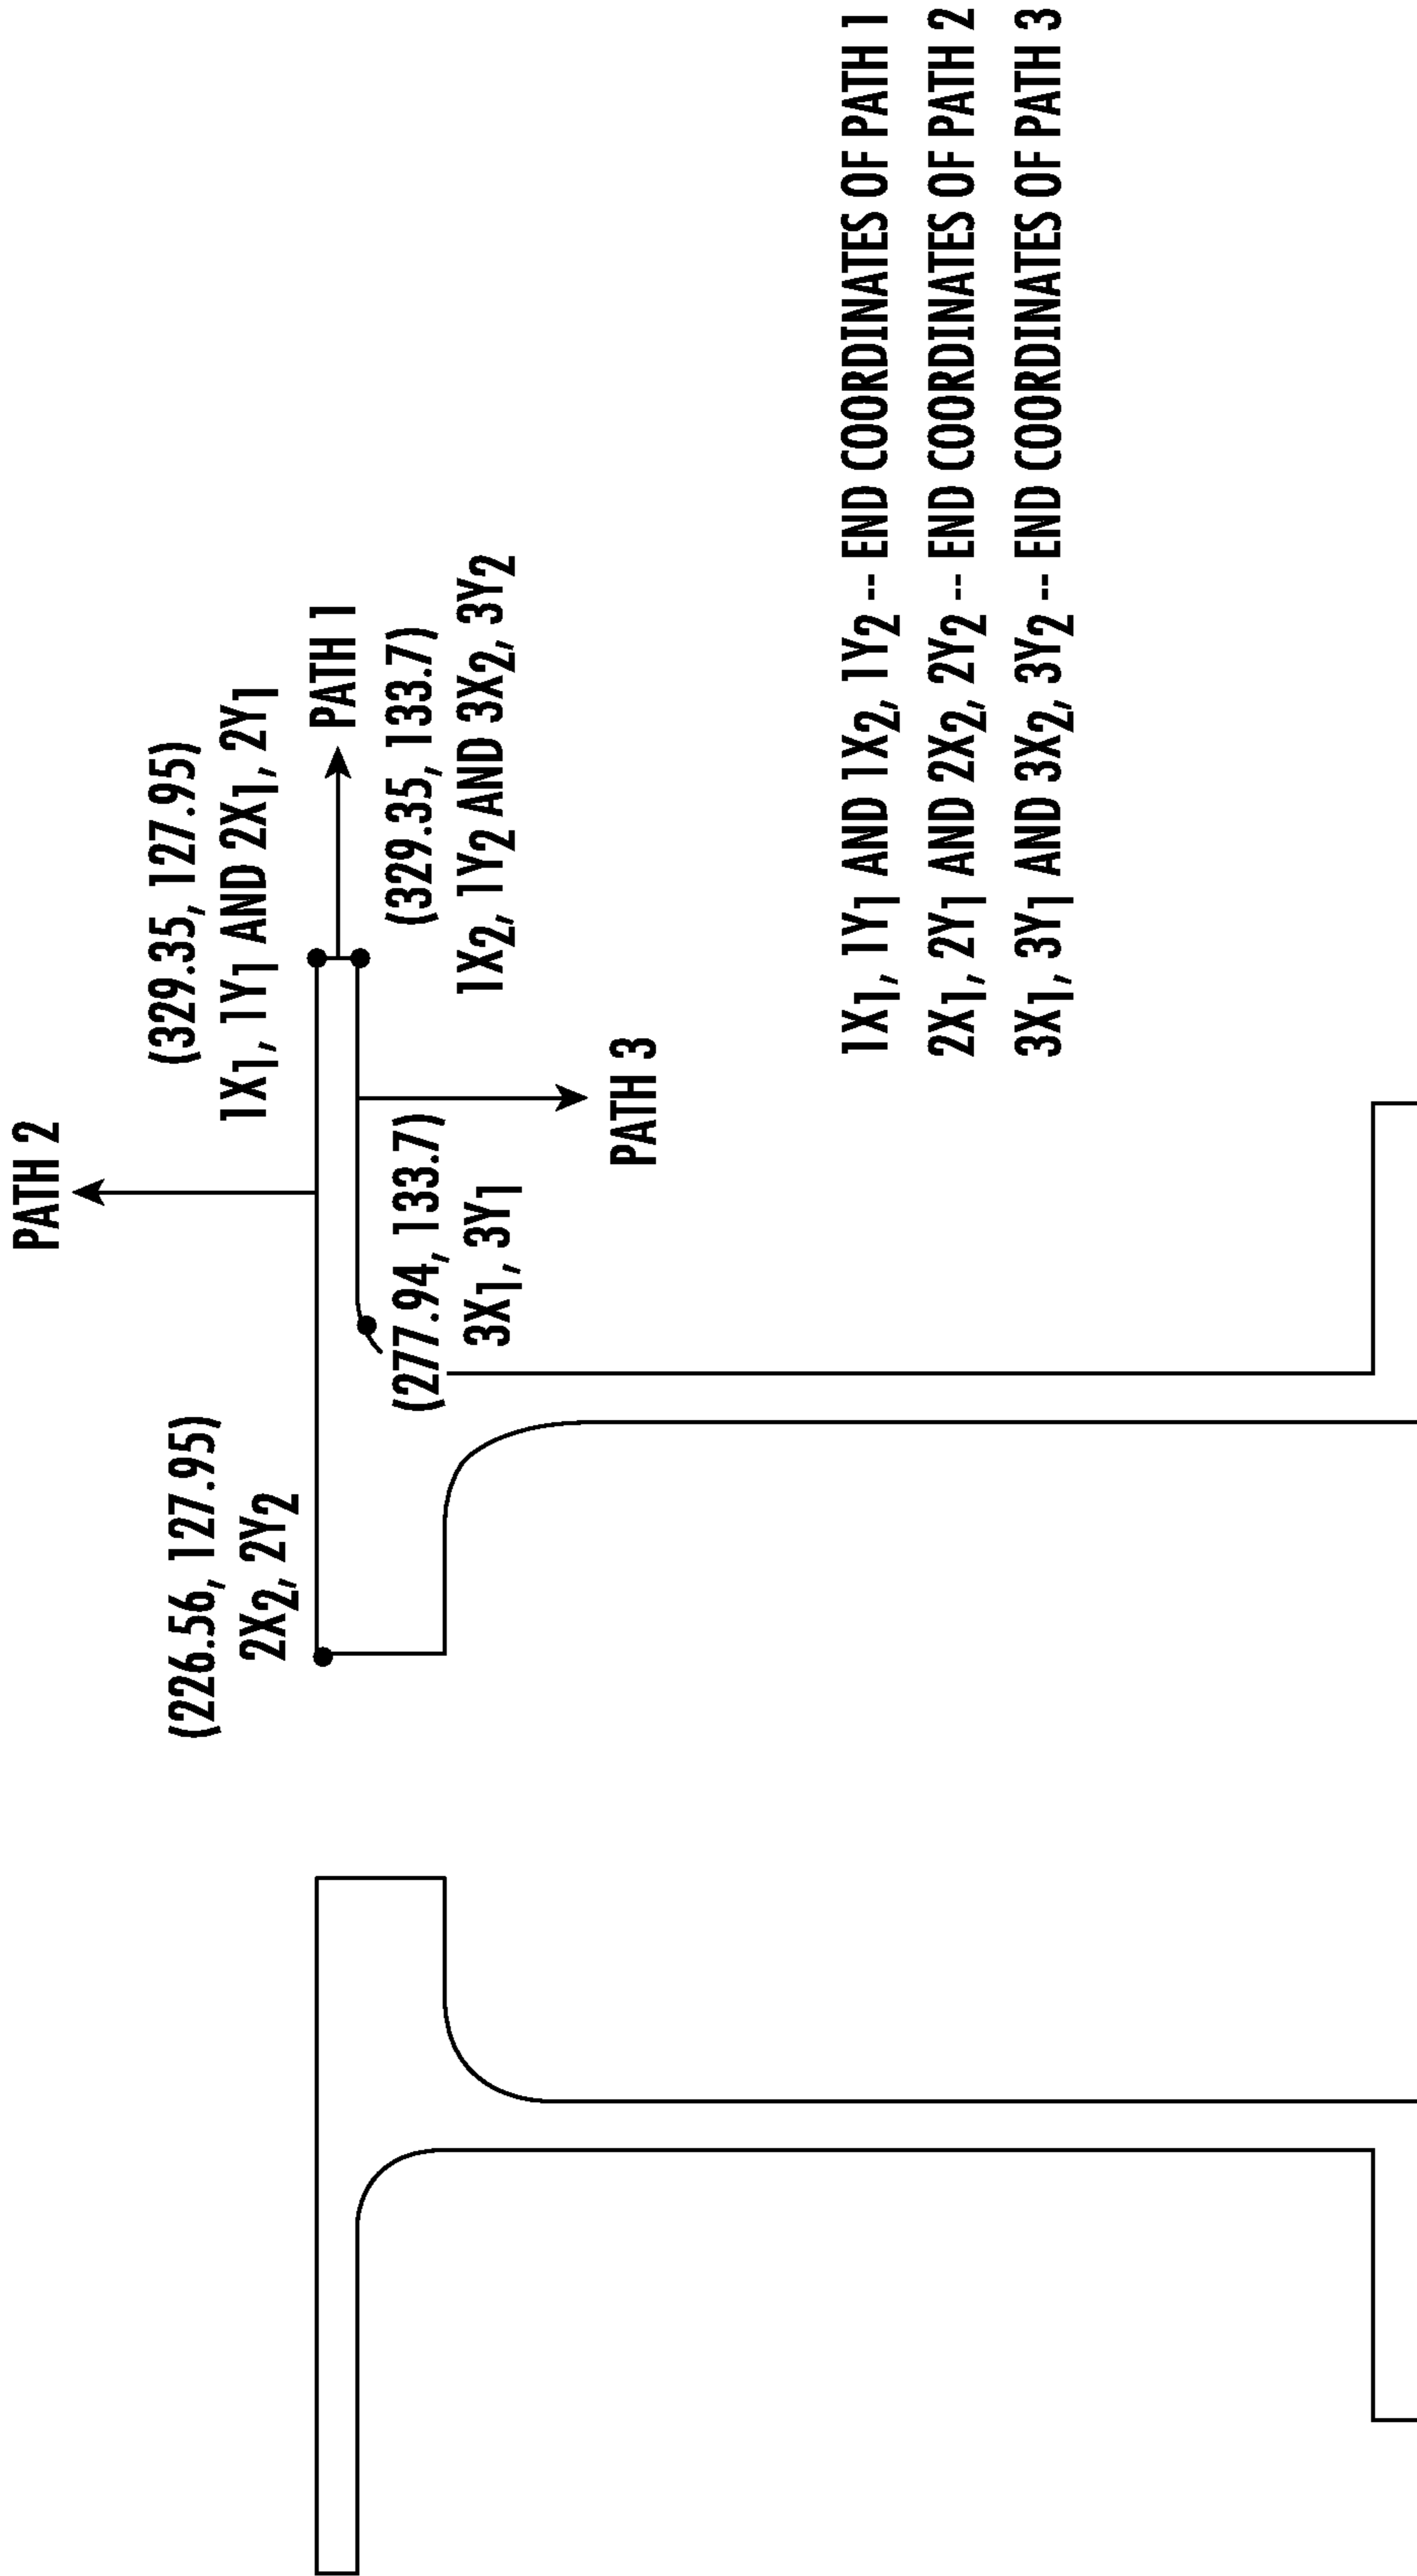 PATH 2
(329.35, 127.95)
1X₁, 1Y₁ AND 2X₁, 2Y₁
PATH 1
(329.35, 133.7)
1X₂, 1Y₂ AND 3X₂, 3Y₂
(226.56, 127.95)
2X₂, 2Y₂
(277.94, 133.7)
3X₁, 3Y₁
PATH 3
1X₁, 1Y₁ AND 1X₂, 1Y₂ -- END COORDINATES OF PATH 1
2X₁, 2Y₁ AND 2X₂, 2Y₂ -- END COORDINATES OF PATH 2
3X₁, 3Y₁ AND 3X₂, 3Y₂ -- END COORDINATES OF PATH 3